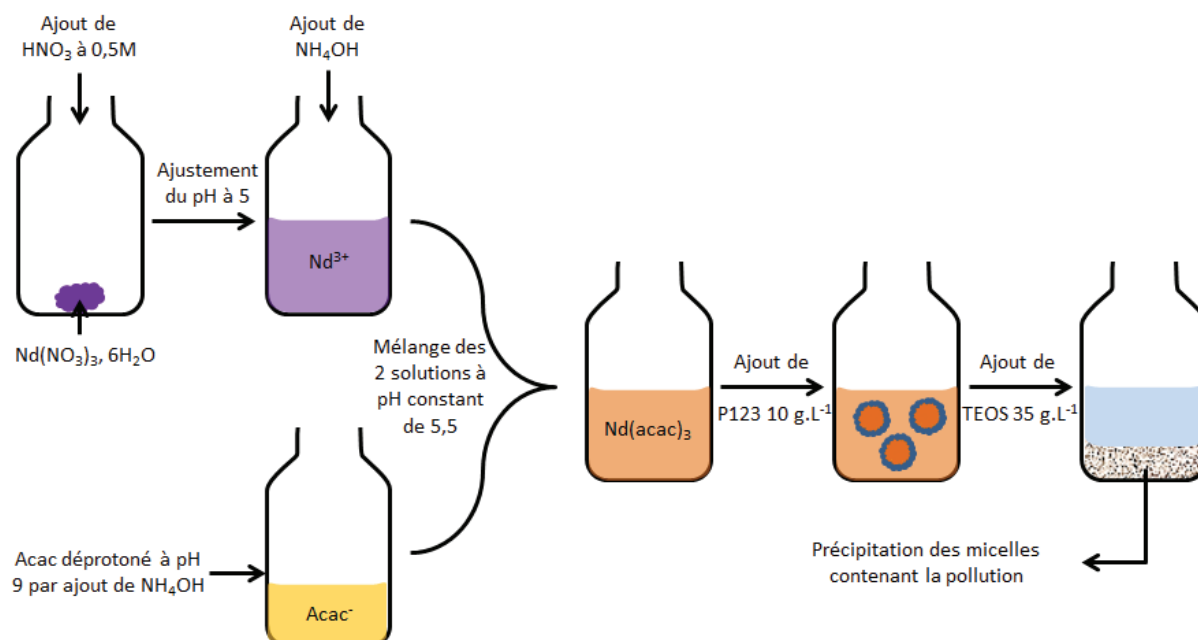 Ajout de
HNO₃ à 0,5M
Ajout de
NH₄OH
Ajustement
du pH à 5
Nd³⁺
Nd(NO₃)₃, 6H₂O
Mélange des
2 solutions à
pH constant
de 5,5
Nd(acac)₃
Ajout de
P123 10 g.L⁻¹
Ajout de
TEOS 35 g.L⁻¹
Acac déprotoné à pH
9 par ajout de NH₄OH
Acac⁻
Précipitation des micelles
contenant la pollution